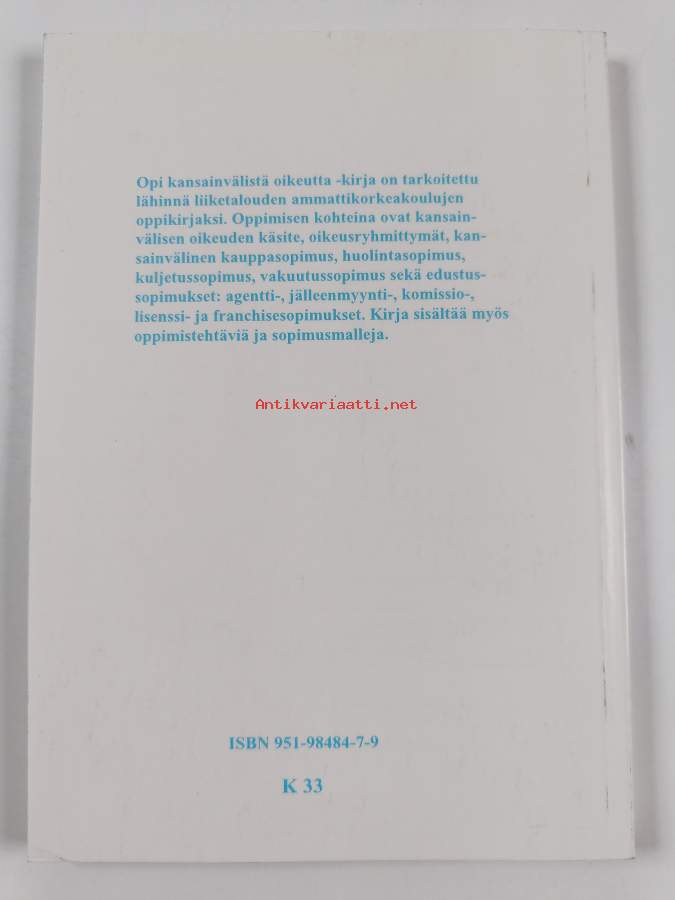 Opi kansainvälistä oikeutta -kirja on tarkoitettu
lähinnä liiketalouden ammattikorkeakoulujen
oppikirjaksi. Oppimisen kohteina ovat kansain-
välisen oikeuden käsite, oikeusryhmittymät, kan-
sainvälinen kauppasopimus, huolintasopimus,
kuljetussopimus, vakuutussopimus sekä edustus-
sopimukset: agentti-, jälleenmyynti-, komissio-,
lisenssi- ja franchisesopimukset. Kirja sisältää myös
oppimistehtäviä ja sopimusmalleja.
Antikvariaatti.net
ISBN 951-98484-7-9
K 33